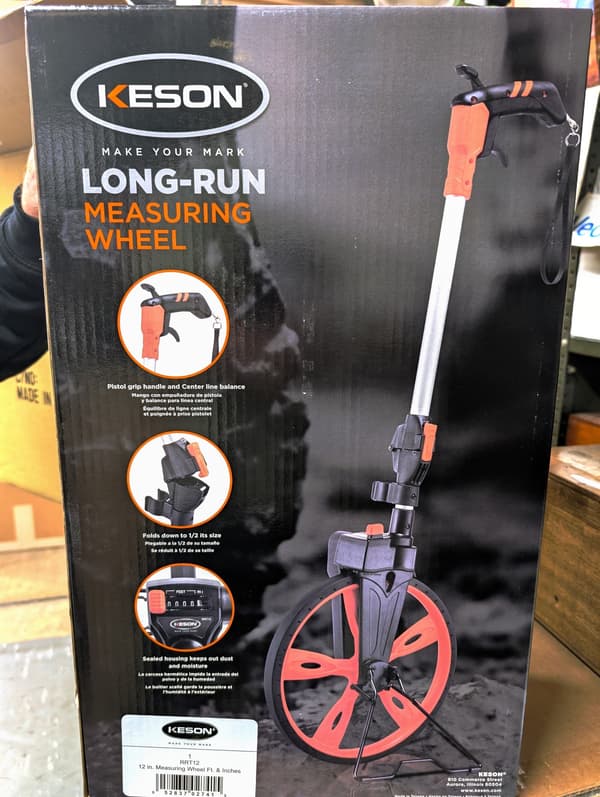 KESON®
MAKE YOUR MARK
LONG-RUN
MEASURING
WHEEL
Pistol grip handle and Center line balance
Mango con empuñadura de pistola
y balance para línea central
Équilibre de ligne centrale
et poignée à prise pistolet
Folds down to 1/2 its size
Plegable a la 1/2 de su tamaño
Se réduit à 1/2 de sa taille
FEET
IN.
KESON
Sealed housing keeps out dust
and moisture
La carcasa hermética impide la entrada del
polvo y de la humedad
Le boîtier scellé garde la poussière et
l'humidité à l'extérieur
KESON®
MAKE YOUR MARK
1
RRT12
12 in. Measuring Wheel Ft. & Inches
KESON®
810 Commerce Street
Aurora, Illinois 60504
www.keson.com
MADE IN